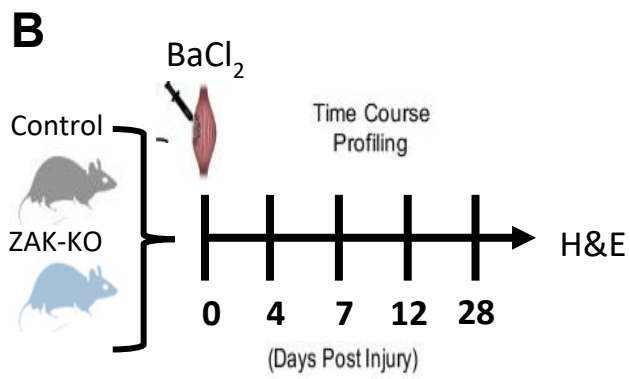 B
BaCl₂
Control
Time Course
Profiling
ZAK-KO
H&E
0 4 7 12 28
(Days Post Injury)